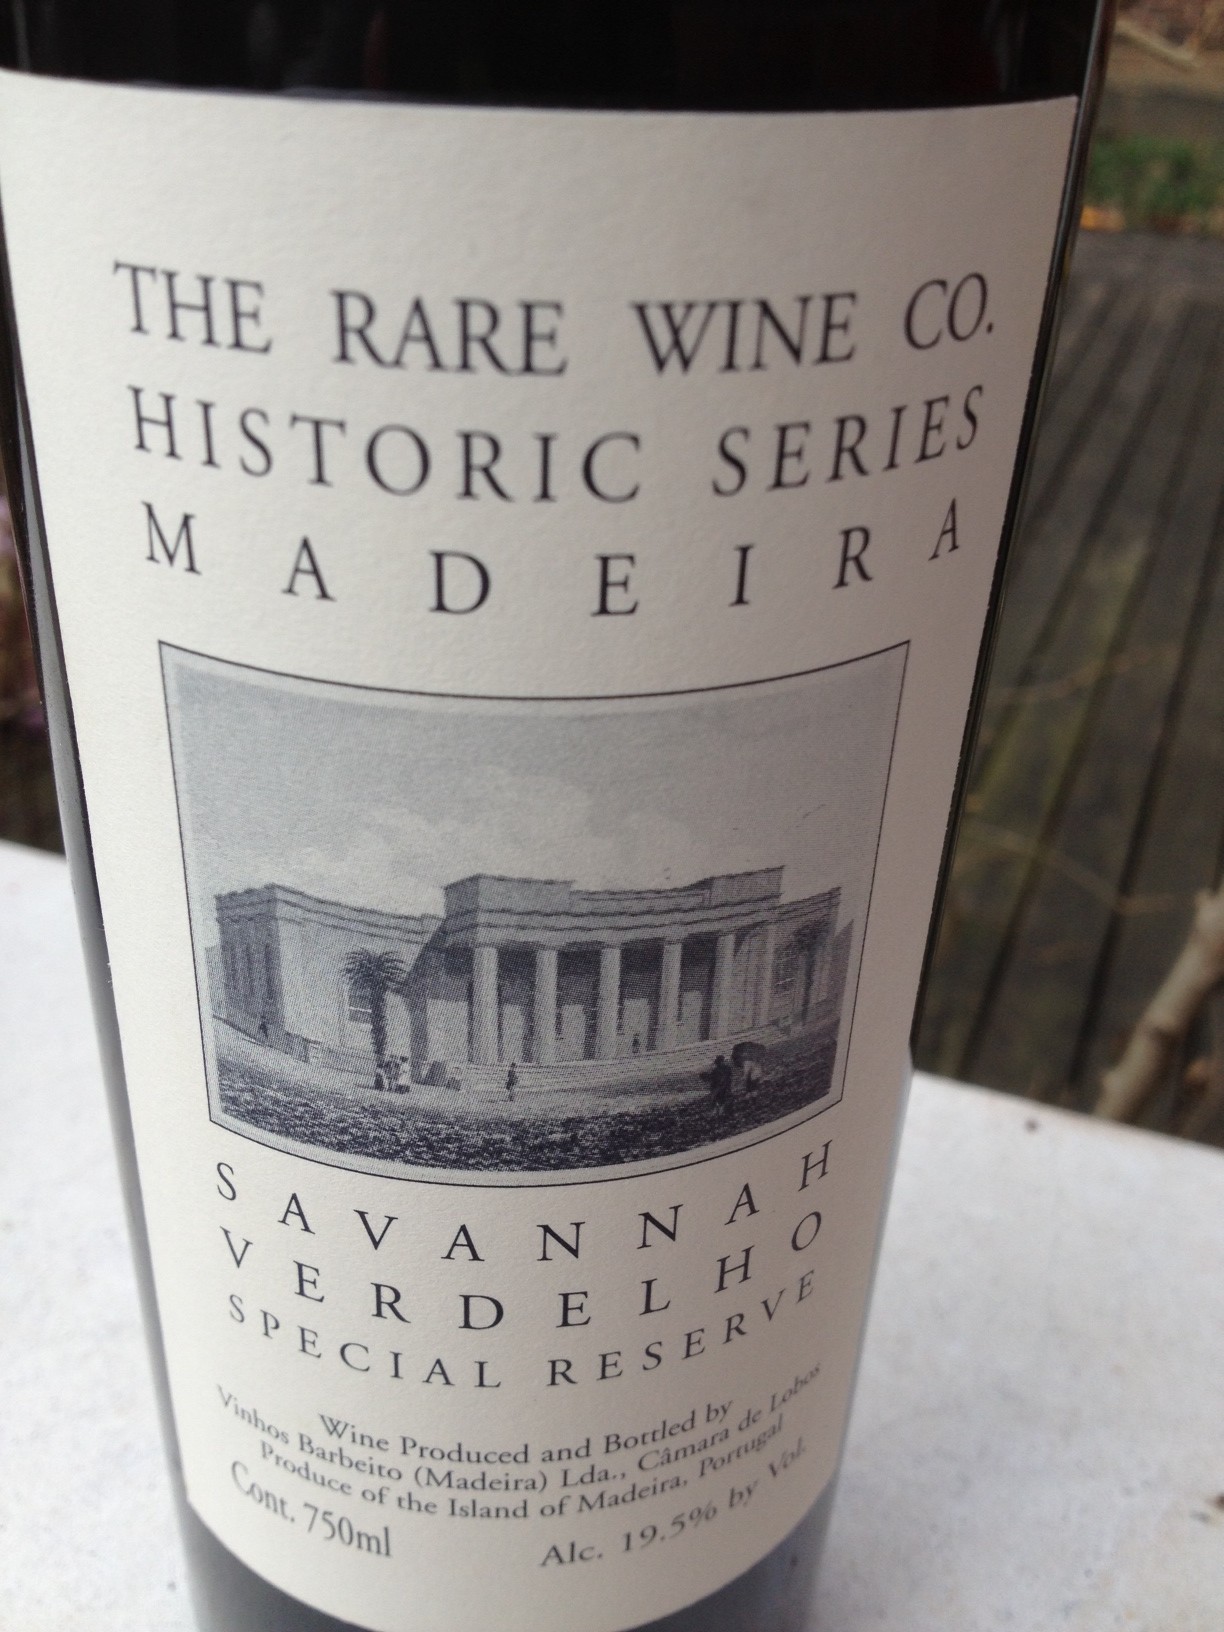 THE RARE WINE CO.
HISTORIC SERIES
MADEIRA
SAVANNAH
VERDELHO
SPECIAL RESERVE
Wine Produced and Bottled by
Vinhos Barbeito (Madeira) Lda., Câmara de Lobos
Produce of the Island of Madeira, Portugal
Cont. 750ml Alc. 19.5% by Vol.